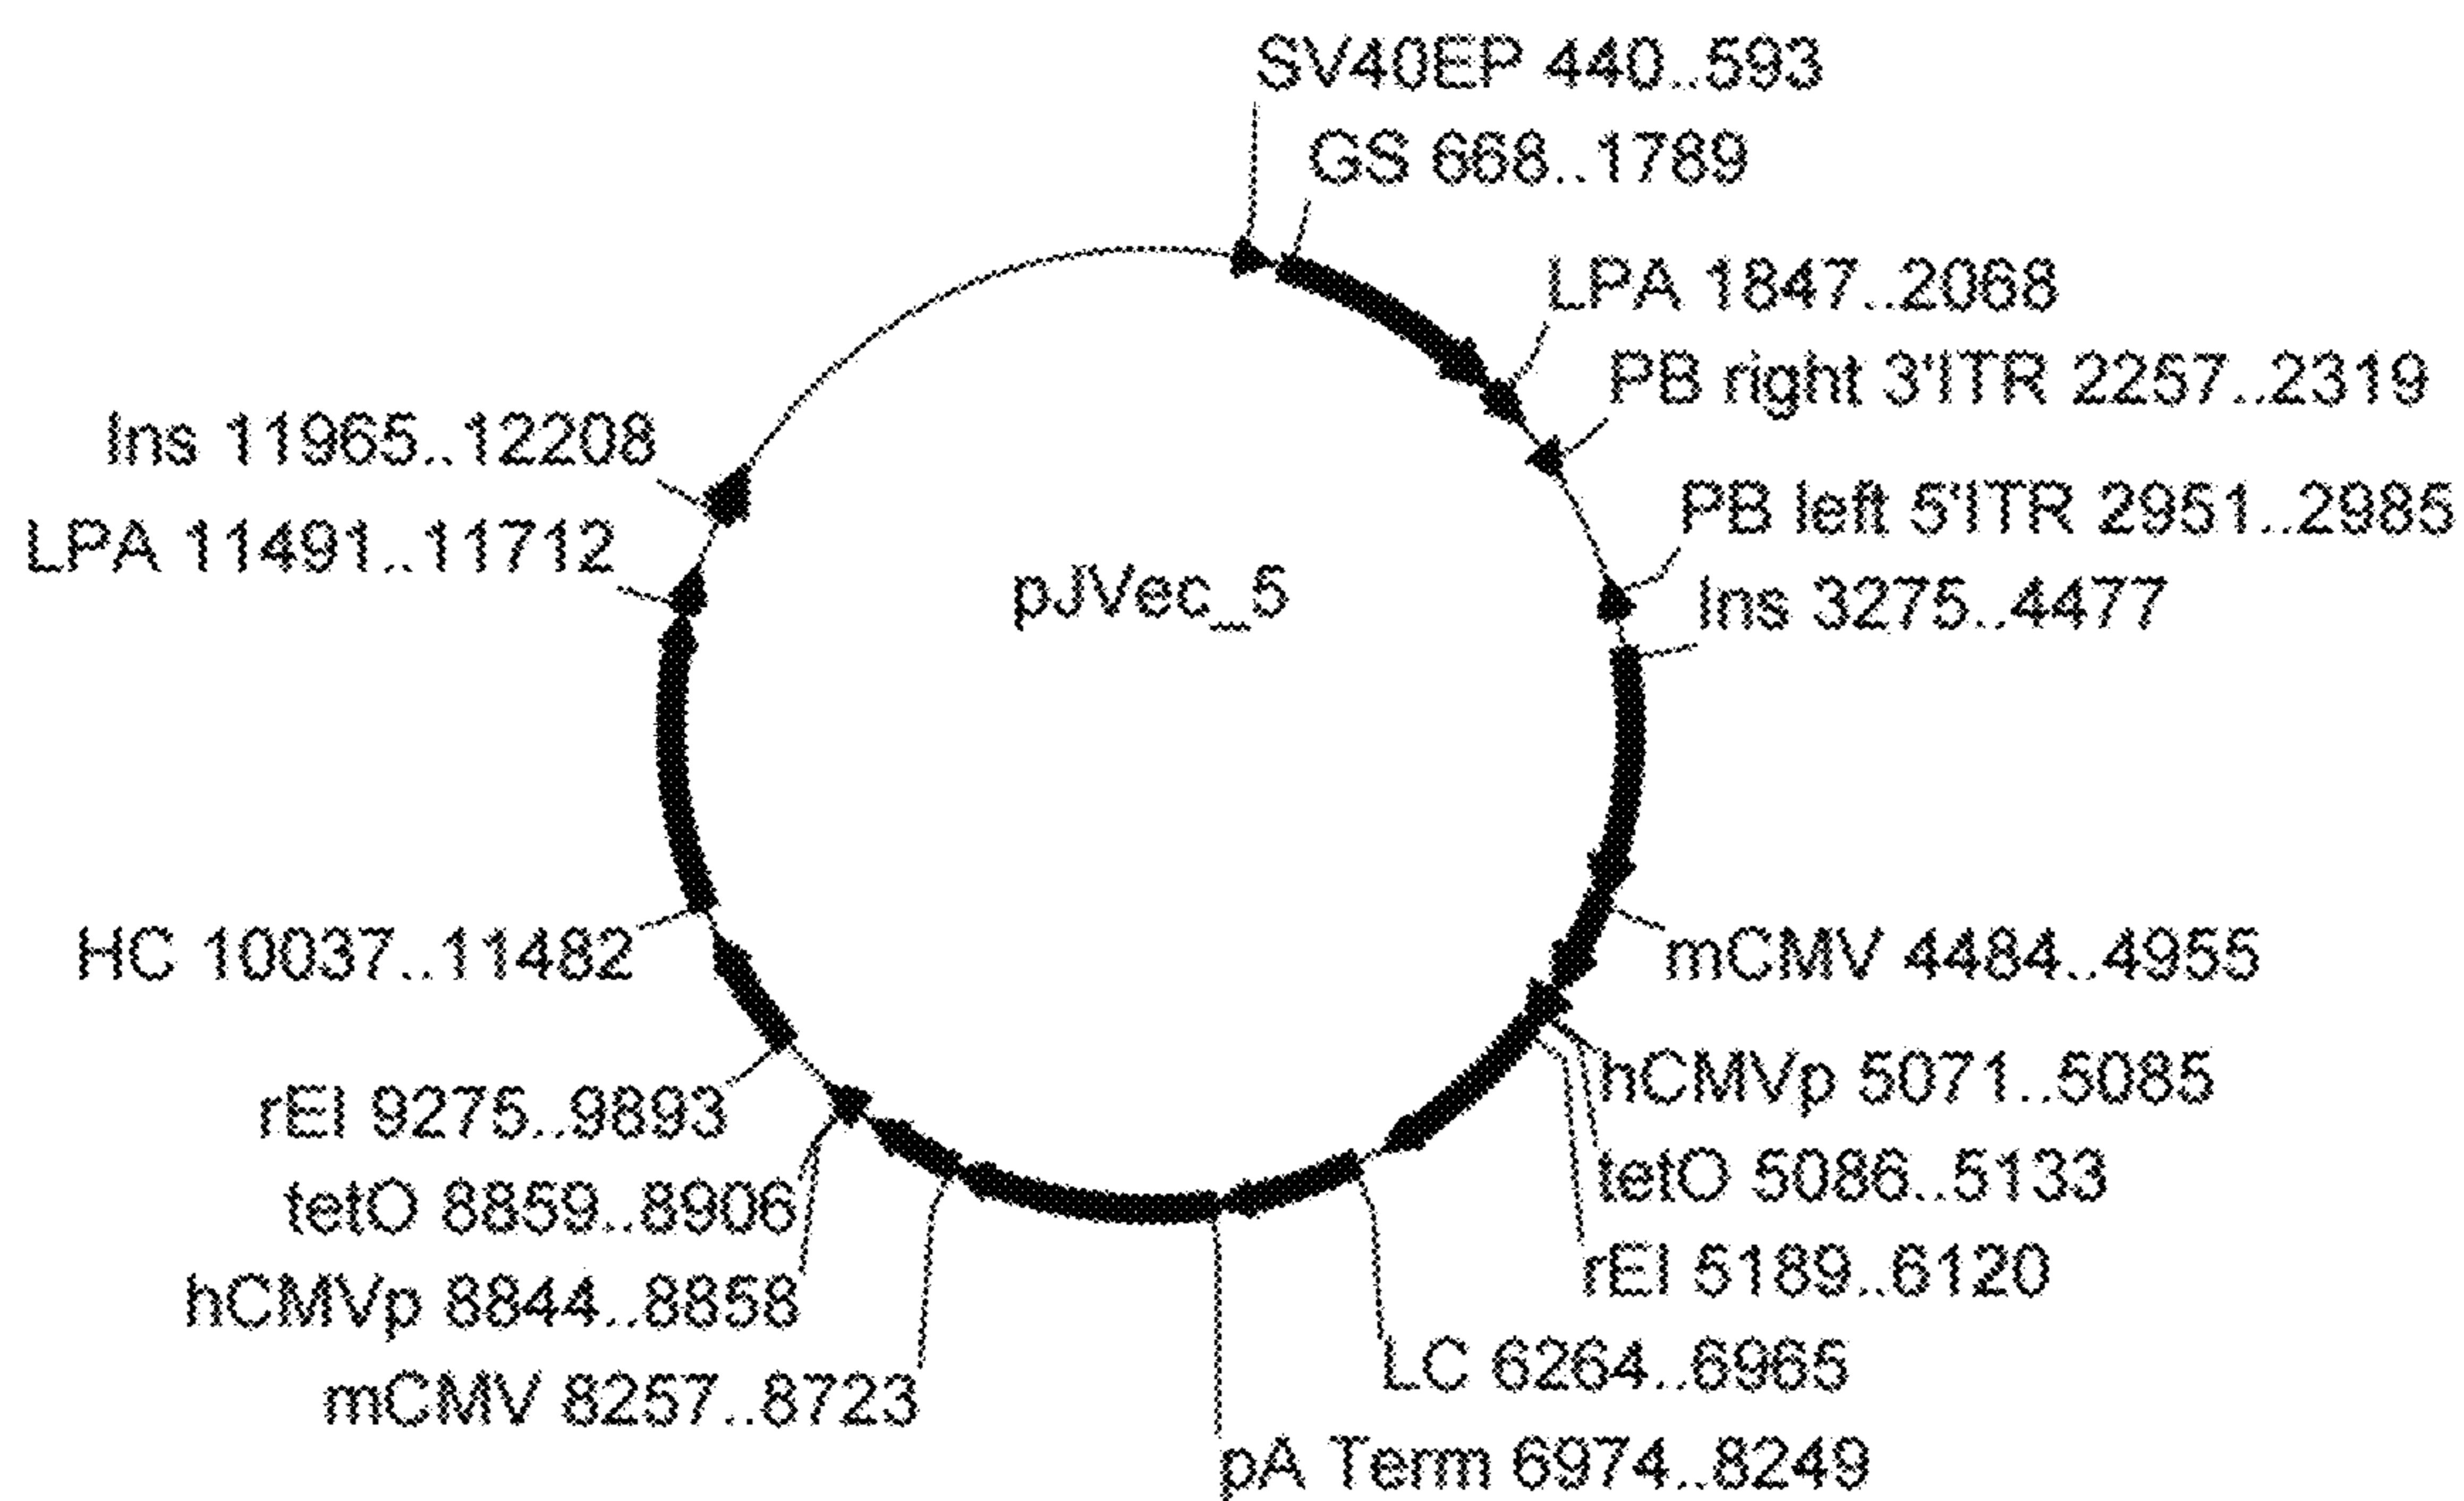 SV40EP 440..593
GS 668..1789
LPA 1847..2068
PB right 3'ITR 2257..2319
PB left 5'ITR 2951..2985
Ins 3275..4477
mCMV 4484..4955
hCMVp 5071..5085
tetO 5086..5133
rEI 5189..6120
LC 6264..6965
pA Term 6974..8249
mCMV 8257..8723
hCMVp 8844..8858
tetO 8859..8906
rEI 9275..9893
HC 10037..11482
LPA 11491..11712
Ins 11965..12208
pJVec_5